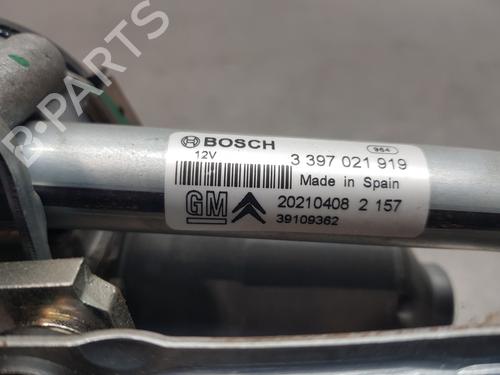 BOSCH
12V
3 397 021 919
964
Made in Spain
GM
20210408 2 157
39109362
B-PARTS